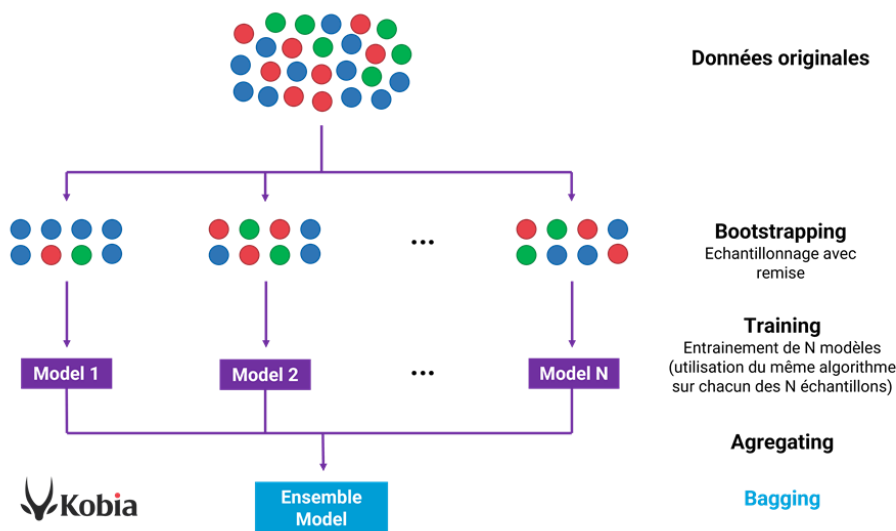 Données originales
...
Bootstrapping
Echantillonnage avec
remise
Training
Entrainement de N modèles
(utilisation du même algorithme
sur chacun des N échantillons)
Model 1
Model 2
...
Model N
Agregating
Kobia
Ensemble
Model
Bagging